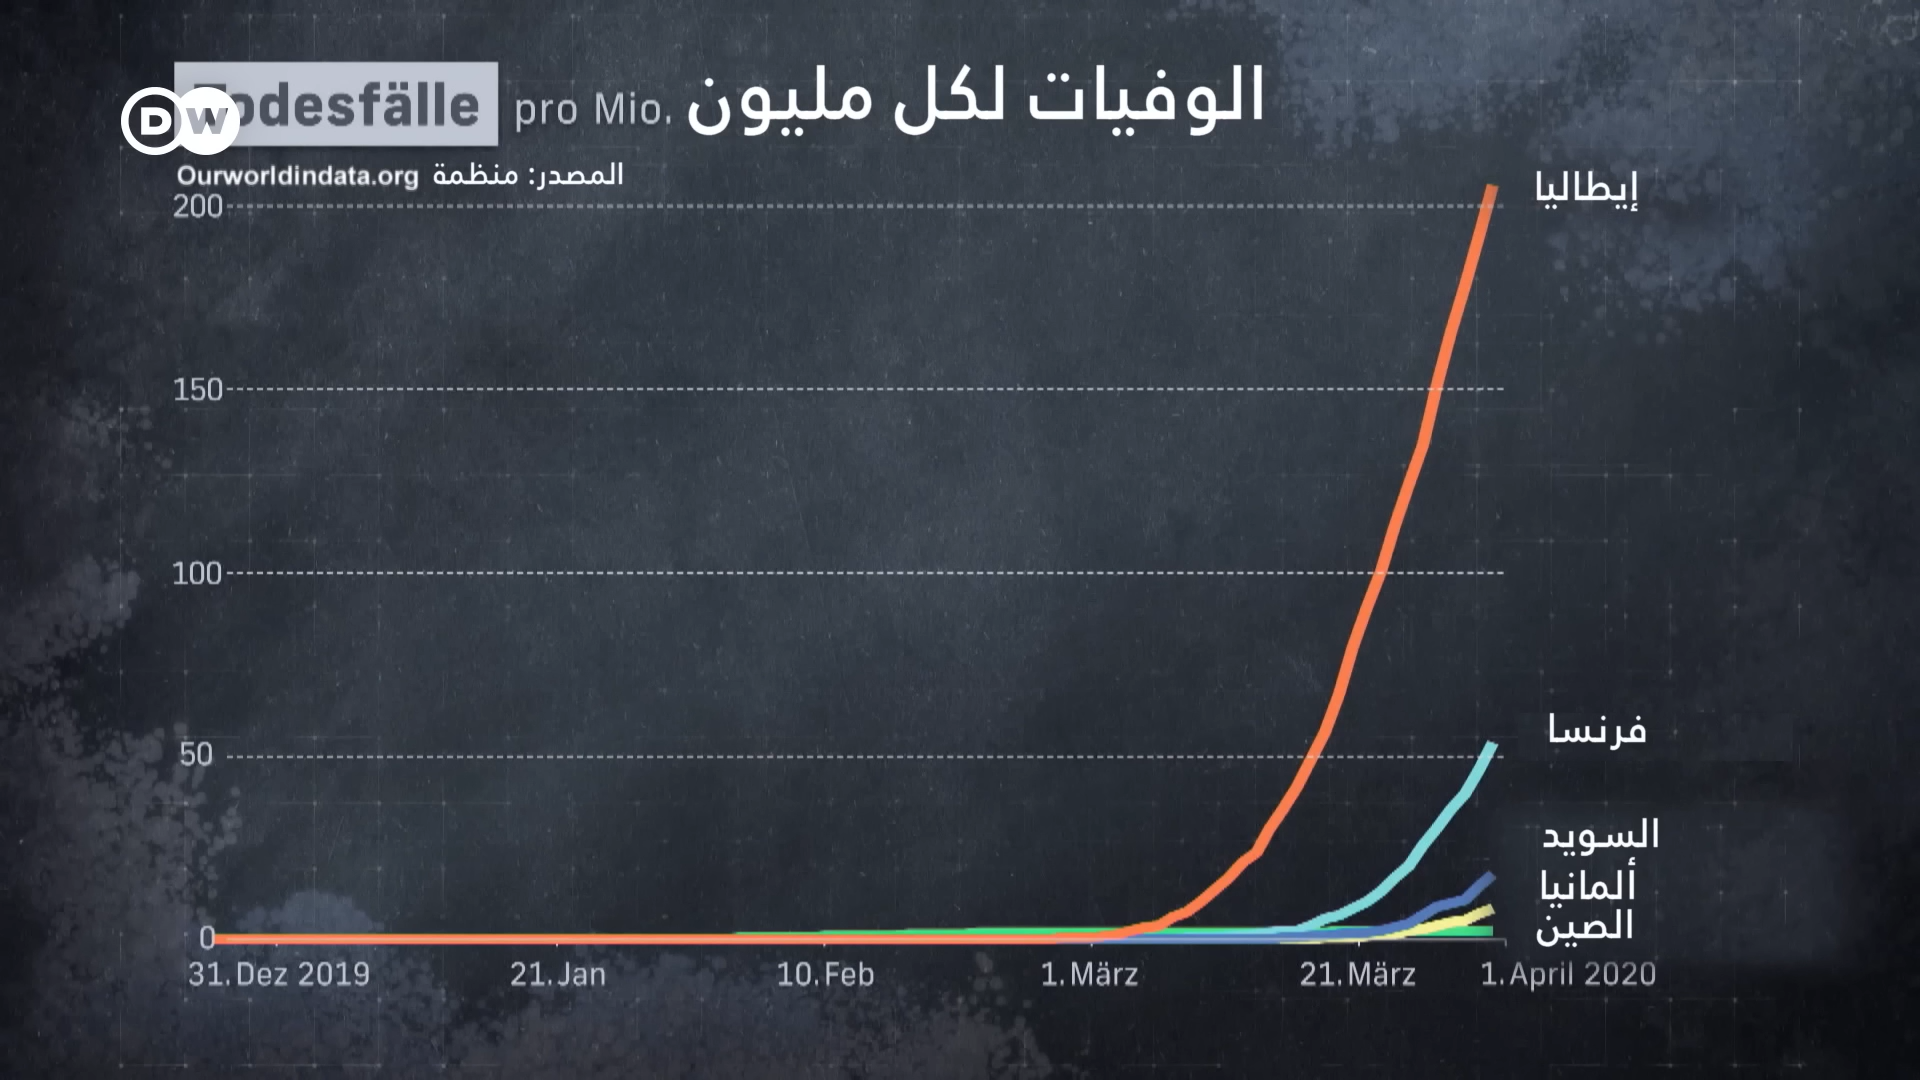 DW
Todesfälle pro Mio. الوفيات لكل مليون
المصدر: منظمة Ourworldindata.org
200
إيطاليا
150
100
50
فرنسا
السويد
ألمانيا
الصين
0
31. Dez 2019 21. Jan 10. Feb 1. März 21. März 1. April 2020